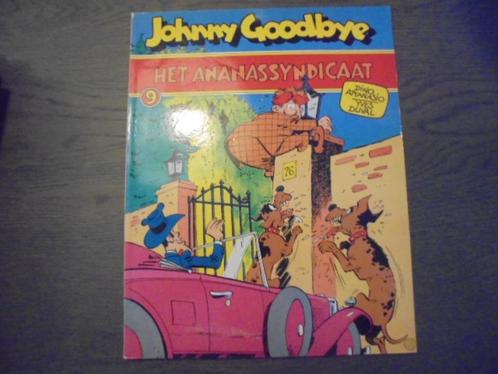 Johnny Goodbye
HET ANANASSYNDICAAT
9
DINO
ATTANASIO
YVES
DUVAL
76